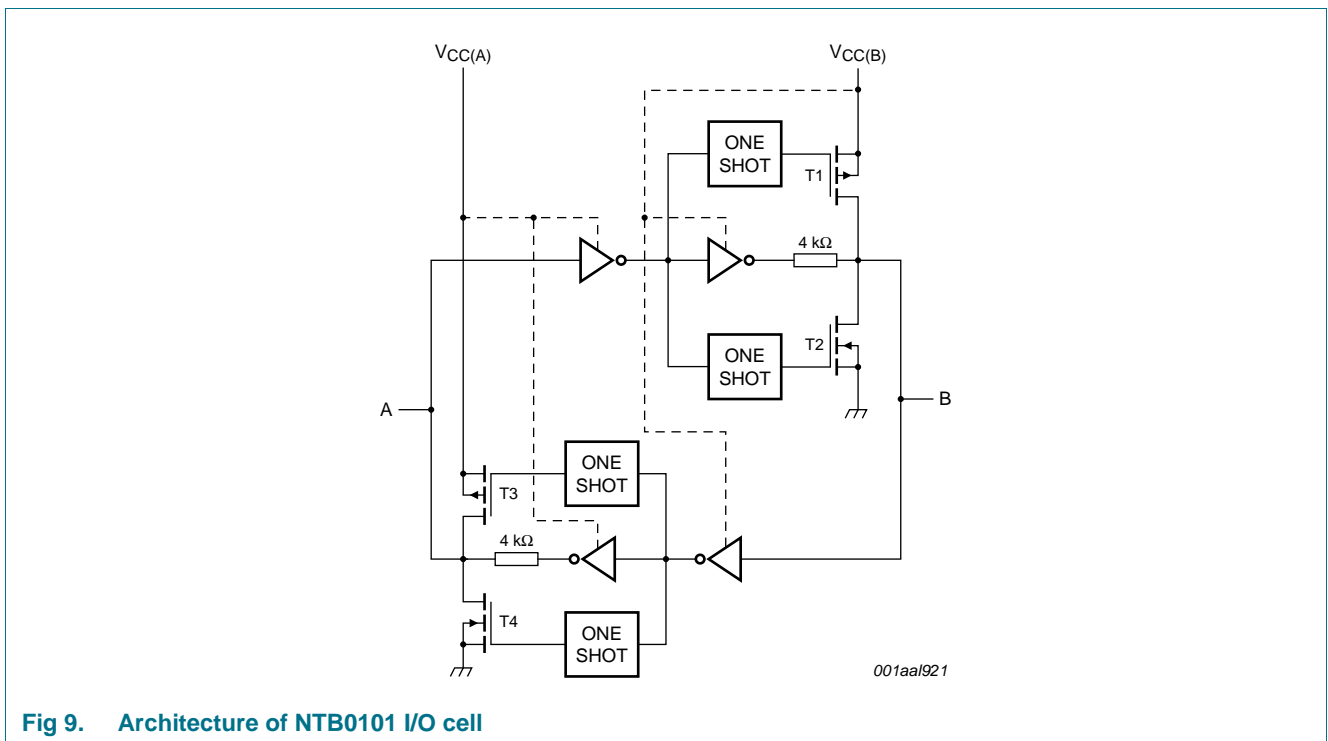 VCC(A)
VCC(B)
ONE
SHOT
T1
4 kΩ
ONE
SHOT
T2
A
B
ONE
SHOT
T3
4 kΩ
T4
ONE
SHOT
001aal921
Fig 9. Architecture of NTB0101 I/O cell